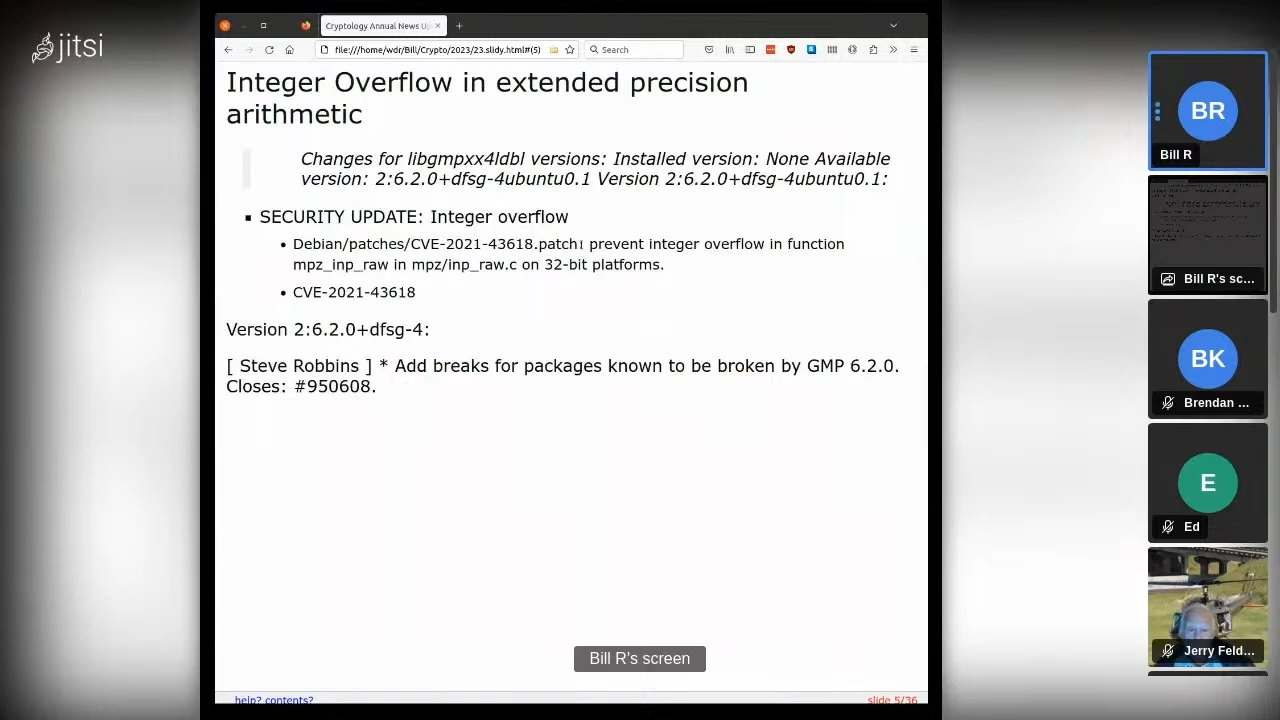 jitsi
Cryptology Annual News Up
file:///home/wdr/Bill/Crypto/2023/23.slidy.html#(5)
Search
Integer Overflow in extended precision
arithmetic
Changes for libgmpxx4ldbl versions: Installed version: None Available
version: 2:6.2.0+dfsg-4ubuntu0.1 Version 2:6.2.0+dfsg-4ubuntu0.1:
SECURITY UPDATE: Integer overflow
Debian/patches/CVE-2021-43618.patch: prevent integer overflow in function
mpz_inp_raw in mpz/inp_raw.c on 32-bit platforms.
CVE-2021-43618
Version 2:6.2.0+dfsg-4:
[ Steve Robbins ] * Add breaks for packages known to be broken by GMP 6.2.0.
Closes: #950608.
Bill R's screen
help? contents?
slide 5/36
BR
Bill R
Bill R's sc...
BK
Brendan ...
E
Ed
Jerry Feld...